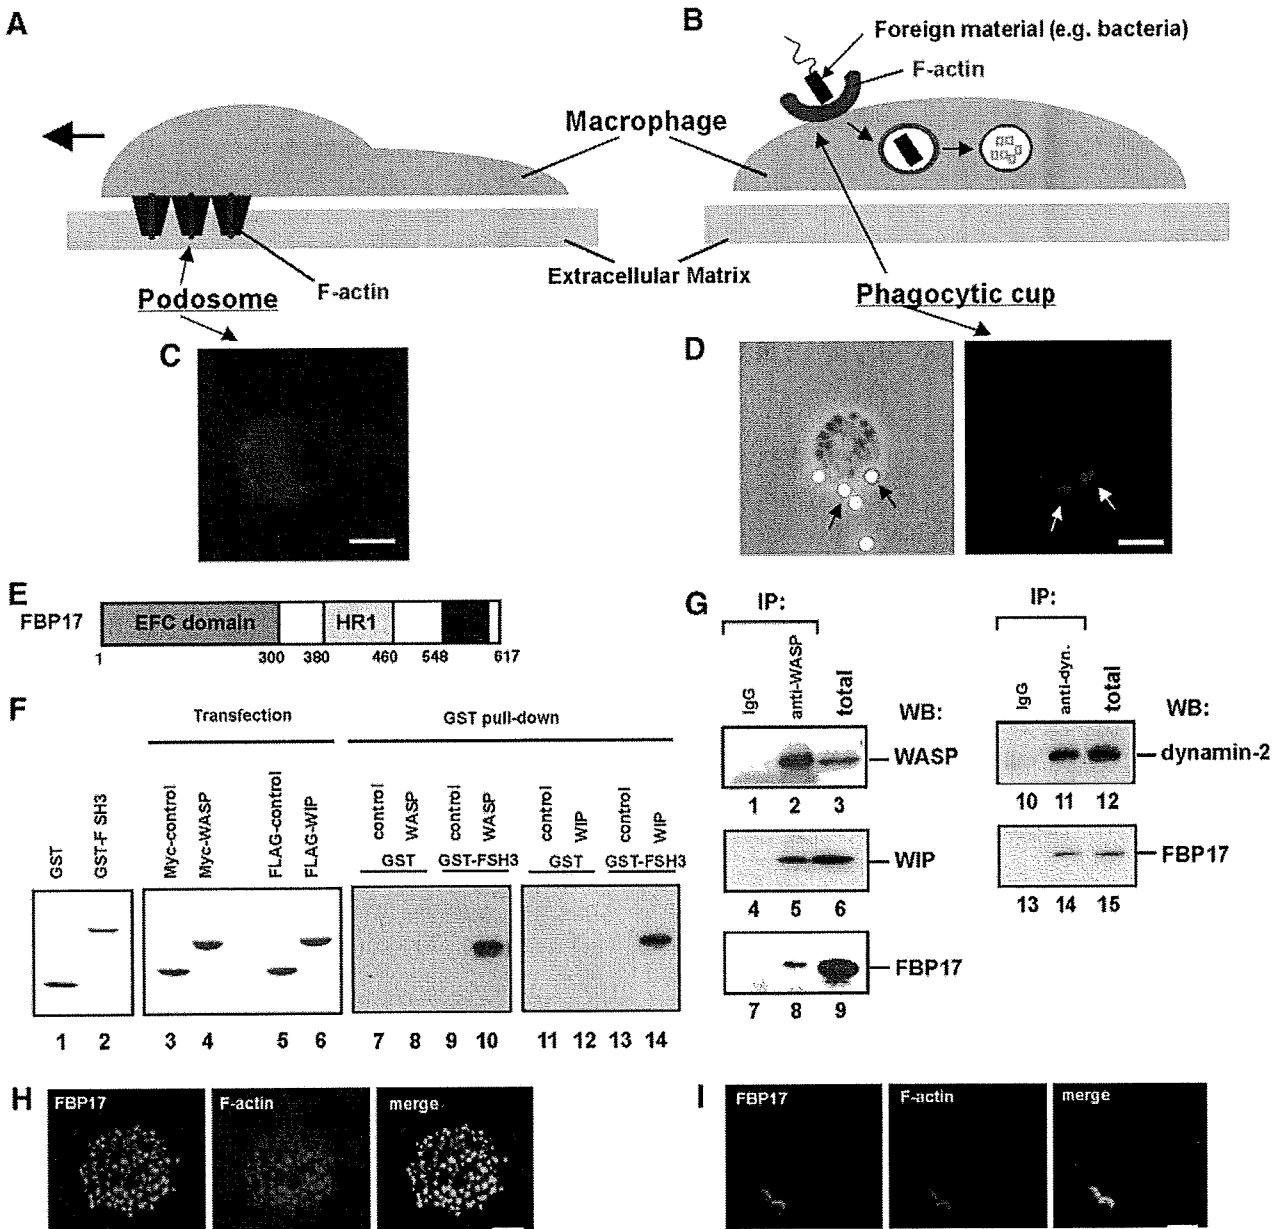 A
B
Foreign material (e.g. bacteria)
F-actin
Macrophage
Extracellular Matrix
F-actin
Podosome
Phagocytic cup
C
D
E
FBP17
EFC domain
HR1
1
300
380
460
548
617
F
Transfection
GST pull-down
GST
GST-F SH3
Myc-control
Myc-WASP
FLAG-control
FLAG-WIP
control
WASP
control
WASP
control
WIP
control
WIP
GST
GST-FSH3
GST
GST-FSH3
1 2 3 4 5 6 7 8 9 10 11 12 13 14
G
IP:
IgG
anti-WASP
total
WB:
WASP
1 2 3
WIP
4 5 6
FBP17
7 8 9
IP:
IgG
anti-dyn.
total
WB:
dynamin-2
10 11 12
FBP17
13 14 15
H
FBP17
F-actin
merge
I
FBP17
F-actin
merge